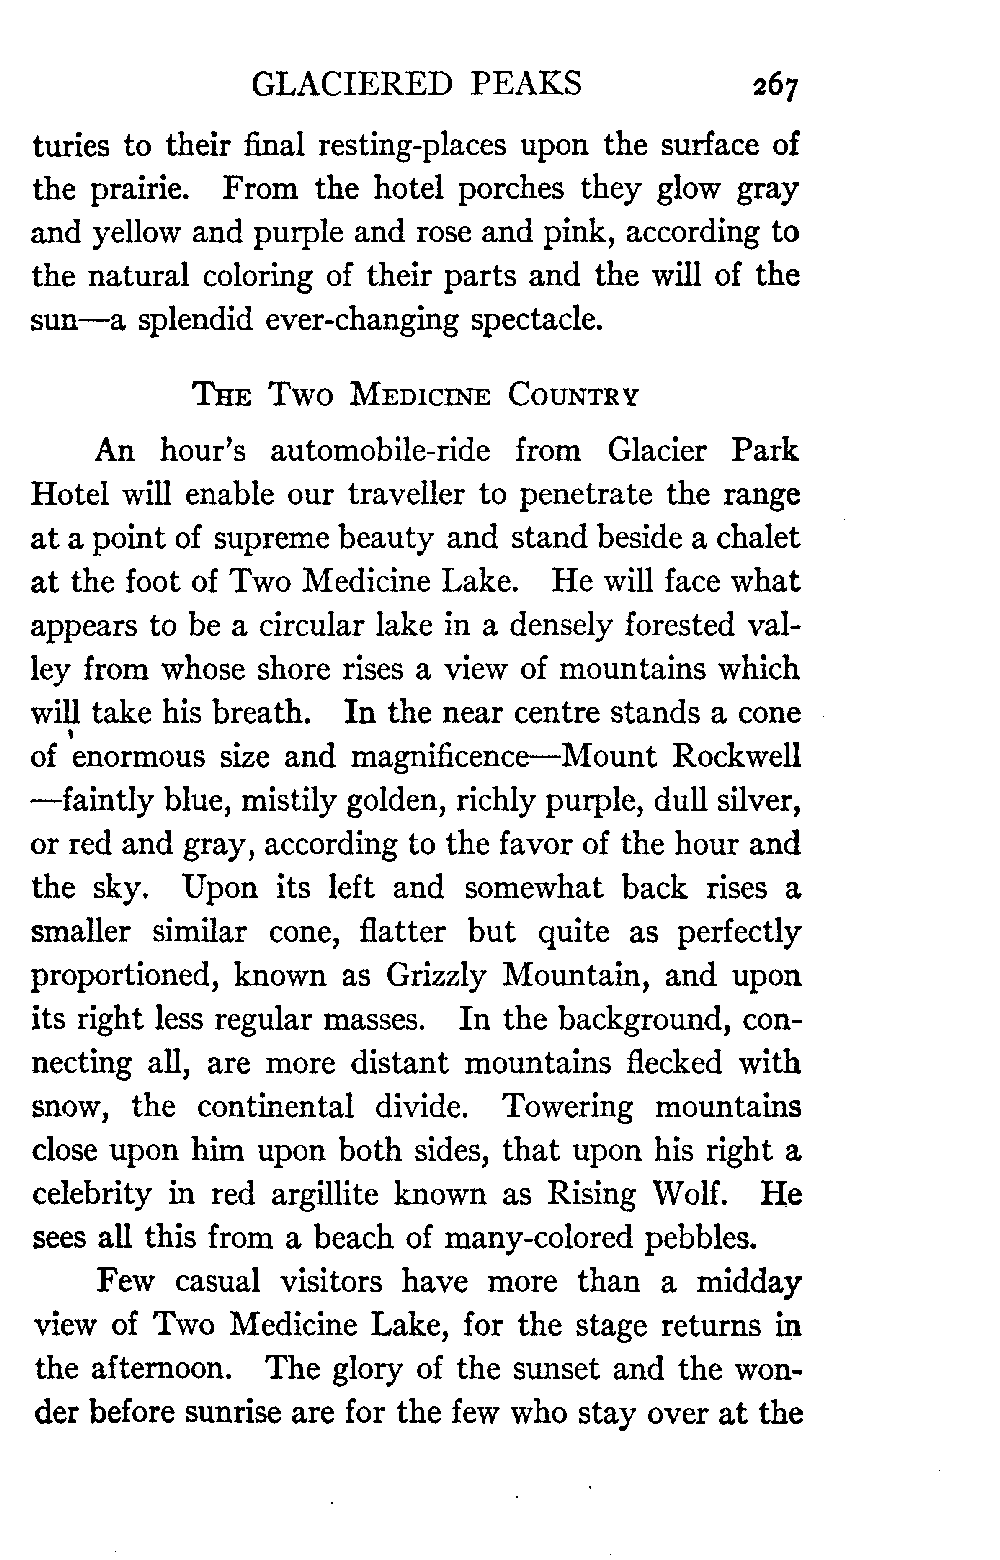 GLACIERED PEAKS 267
turies to their final resting-places upon the surface of
the prairie. From the hotel porches they glow gray
and yellow and purple and rose and pink, according to
the natural coloring of their parts and the will of the
sun—a splendid ever-changing spectacle.
The Two Medicine Country
An hour's automobile-ride from Glacier Park
Hotel will enable our traveller to penetrate the range
at a point of supreme beauty and stand beside a chalet
at the foot of Two Medicine Lake. He will face what
appears to be a circular lake in a densely forested val-
ley from whose shore rises a view of mountains which
will take his breath. In the near centre stands a cone
of enormous size and magnificence—Mount Rockwell
—faintly blue, mistily golden, richly purple, dull silver,
or red and gray, according to the favor of the hour and
the sky. Upon its left and somewhat back rises a
smaller similar cone, flatter but quite as perfectly
proportioned, known as Grizzly Mountain, and upon
its right less regular masses. In the background, con-
necting all, are more distant mountains flecked with
snow, the continental divide. Towering mountains
close upon him upon both sides, that upon his right a
celebrity in red argillite known as Rising Wolf. He
sees all this from a beach of many-colored pebbles.
Few casual visitors have more than a midday
view of Two Medicine Lake, for the stage returns in
the afternoon. The glory of the sunset and the won-
der before sunrise are for the few who stay over at the